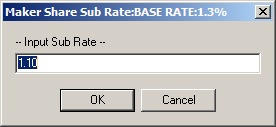 Maker Share Sub Rate:BASE RATE:1.3%
-- Input Sub Rate --
1.10
OK Cancel